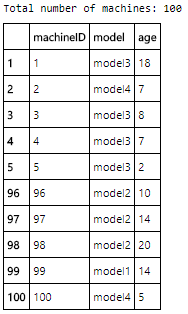 Total number of machines: 100
machineID model age
1 1 model3 18
2 2 model4 7
3 3 model3 8
4 4 model3 7
5 5 model3 2
96 96 model2 10
97 97 model2 14
98 98 model2 20
99 99 model1 14
100 100 model4 5